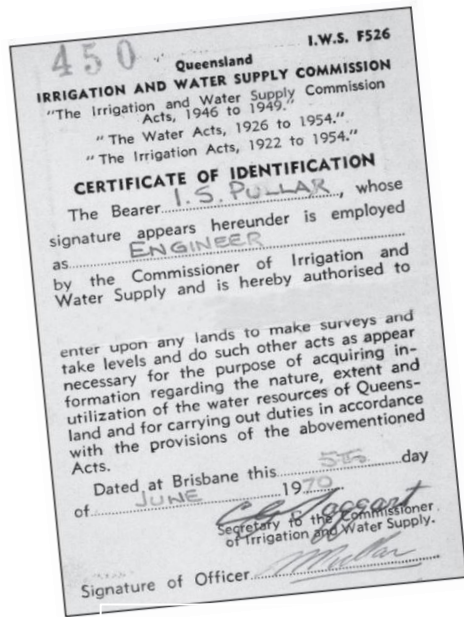 450
I.W.S. F526
Queensland
IRRIGATION AND WATER SUPPLY COMMISSION
"The Irrigation and Water Supply Commission
Acts, 1946 to 1949."
"The Water Acts, 1926 to 1954."
"The Irrigation Acts, 1922 to 1954."
CERTIFICATE OF IDENTIFICATION
The Bearer I. S. PULLAR, whose
signature appears hereunder is employed
as ENGINEER
by the Commissioner of Irrigation and
Water Supply and is hereby authorised to
enter upon any lands to make surveys and
take levels and do such other acts as appear
necessary for the purpose of acquiring in-
formation regarding the nature, extent and
utilization of the water resources of Queens-
land and for carrying out duties in accordance
with the provisions of the abovementioned
Acts.
Dated at Brisbane this 5TH day
of JUNE 1970
Secretary to the Commissioner
of Irrigation and Water Supply.
Signature of Officer